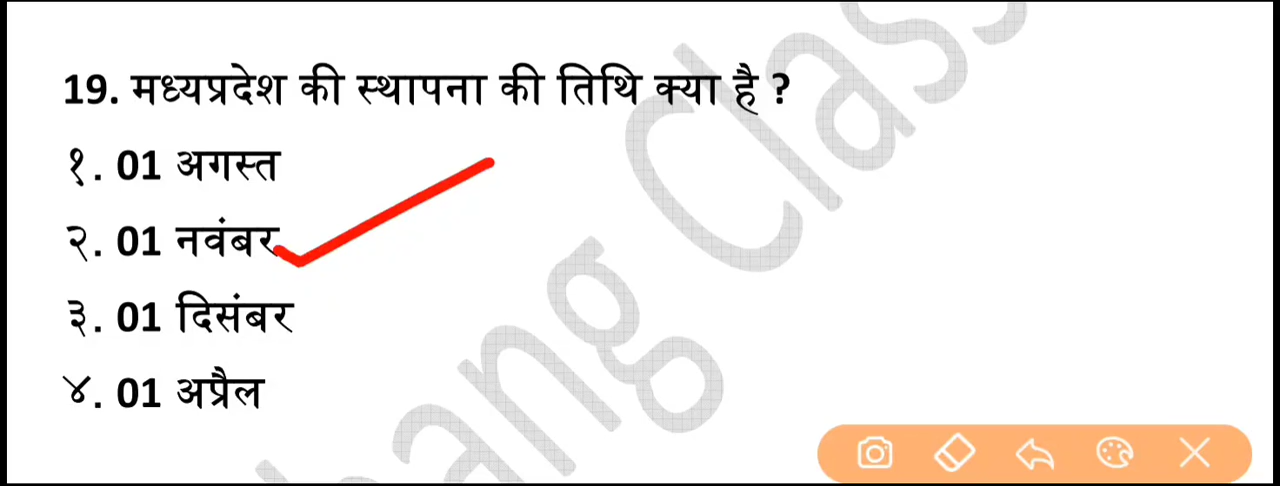 19. मध्यप्रदेश की स्थापना की तिथि क्या है ?
१. 01 अगस्त
२. 01 नवंबर
३. 01 दिसंबर
४. 01 अप्रैल